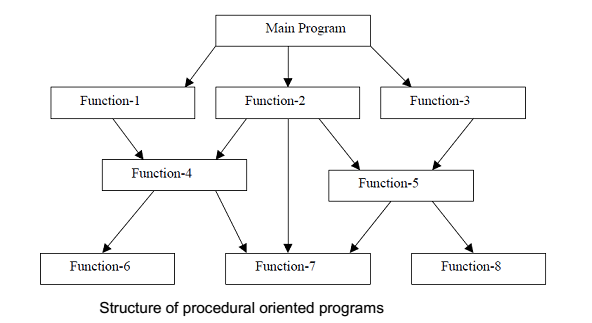 Main Program
Function-1
Function-2
Function-3
Function-4
Function-5
Function-6
Function-7
Function-8
Structure of procedural oriented programs